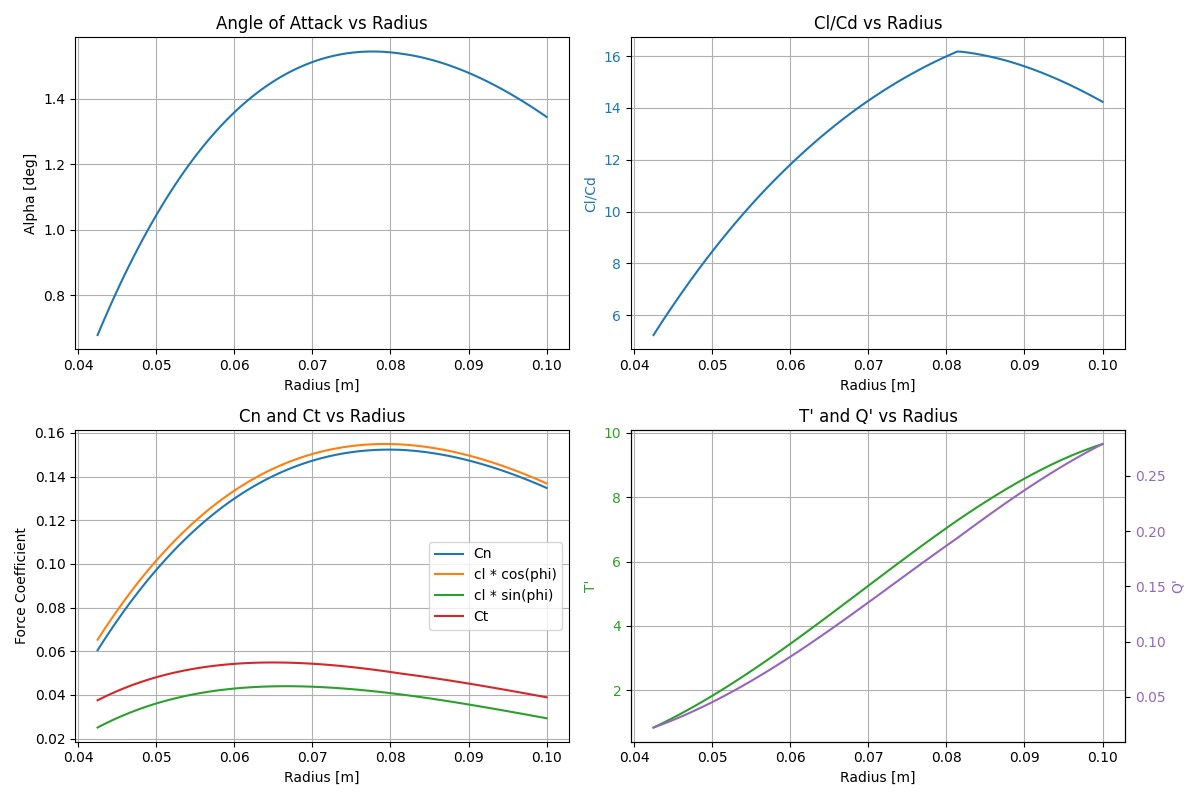 Angle of Attack vs Radius
Alpha [deg]
1.4
1.2
1.0
0.8
0.04 0.05 0.06 0.07 0.08 0.09 0.10
Radius [m]
Cl/Cd vs Radius
Cl/Cd
16
14
12
10
8
6
0.04 0.05 0.06 0.07 0.08 0.09 0.10
Radius [m]
Cn and Ct vs Radius
Force Coefficient
0.16
0.14
0.12
0.10
0.08
0.06
0.04
0.02
Cn
cl * cos(phi)
cl * sin(phi)
Ct
0.04 0.05 0.06 0.07 0.08 0.09 0.10
Radius [m]
T' and Q' vs Radius
T'
10
8
6
4
2
0.25
0.20
0.15
0.10
0.05
Q'
0.04 0.05 0.06 0.07 0.08 0.09 0.10
Radius [m]